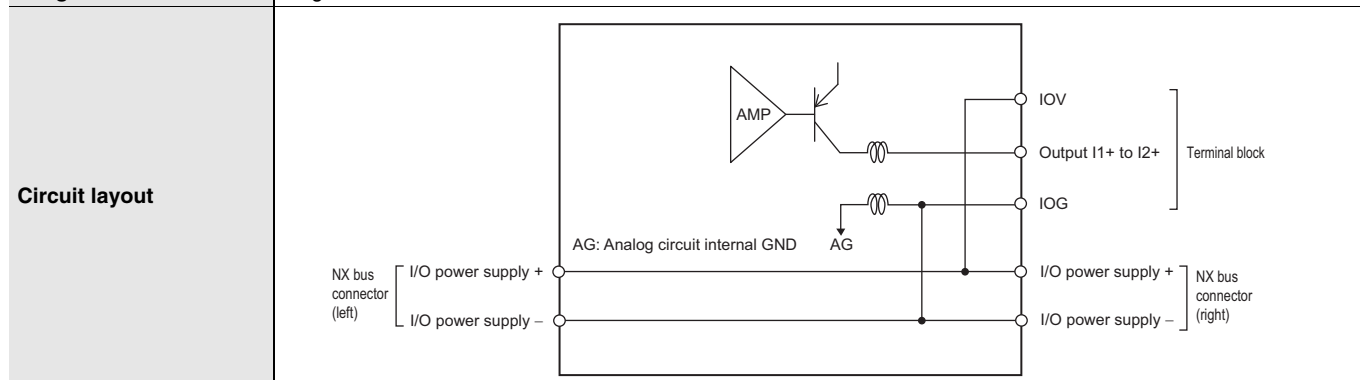 Circuit layout
AMP
IOV
Output I1+ to I2+
Terminal block
IOG
AG: Analog circuit internal GND
AG
NX bus
connector
(left)
I/O power supply +
I/O power supply –
I/O power supply +
I/O power supply –
NX bus
connector
(right)